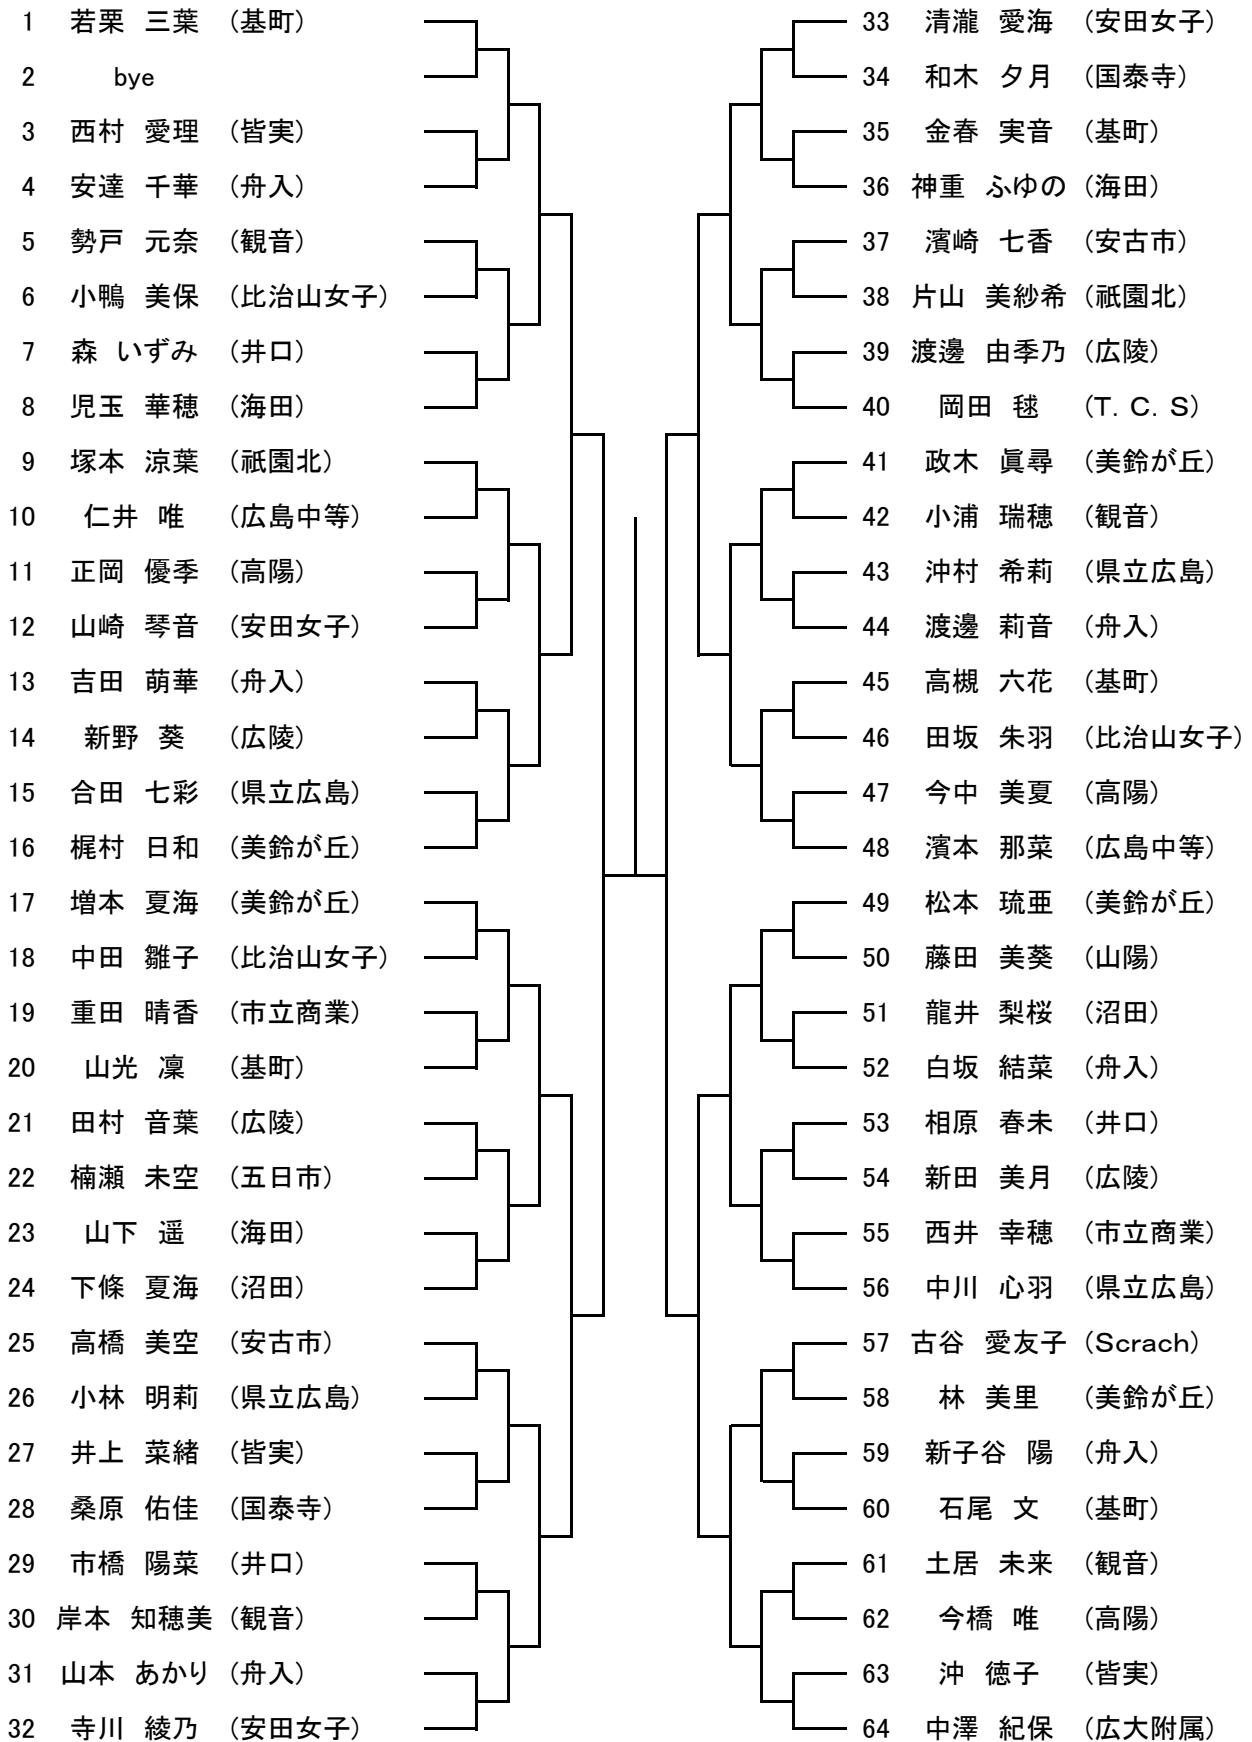 1 若栗 三葉 (基町)
2 bye
3 西村 愛理 (皆実)
4 安達 千華 (舟入)
5 勢戸 元奈 (観音)
6 小鴨 美保 (比治山女子)
7 森 いずみ (井口)
8 児玉 華穂 (海田)
9 塚本 涼葉 (祇園北)
10 仁井 唯 (広島中等)
11 正岡 優季 (高陽)
12 山崎 琴音 (安田女子)
13 吉田 萌華 (舟入)
14 新野 葵 (広陵)
15 合田 七彩 (県立広島)
16 梶村 日和 (美鈴が丘)
17 増本 夏海 (美鈴が丘)
18 中田 雛子 (比治山女子)
19 重田 晴香 (市立商業)
20 山光 凜 (基町)
21 田村 音葉 (広陵)
22 楠瀬 未空 (五日市)
23 山下 遥 (海田)
24 下條 夏海 (沼田)
25 高橋 美空 (安古市)
26 小林 明莉 (県立広島)
27 井上 菜緒 (皆実)
28 桑原 佑佳 (国泰寺)
29 市橋 陽菜 (井口)
30 岸本 知穂美 (観音)
31 山本 あかり (舟入)
32 寺川 綾乃 (安田女子)
33 清瀧 愛海 (安田女子)
34 和木 夕月 (国泰寺)
35 金春 実音 (基町)
36 神重 ふゆの (海田)
37 濱崎 七香 (安古市)
38 片山 美紗希 (祇園北)
39 渡邊 由季乃 (広陵)
40 岡田 毬 (T.C.S)
41 政木 眞尋 (美鈴が丘)
42 小浦 瑞穂 (観音)
43 沖村 希莉 (県立広島)
44 渡邊 莉音 (舟入)
45 高槻 六花 (基町)
46 田坂 朱羽 (比治山女子)
47 今中 美夏 (高陽)
48 濱本 那菜 (広島中等)
49 松本 琉亜 (美鈴が丘)
50 藤田 美葵 (山陽)
51 龍井 梨桜 (沼田)
52 白坂 結菜 (舟入)
53 相原 春未 (井口)
54 新田 美月 (広陵)
55 西井 幸穂 (市立商業)
56 中川 心羽 (県立広島)
57 古谷 愛友子 (Scrach)
58 林 美里 (美鈴が丘)
59 新子谷 陽 (舟入)
60 石尾 文 (基町)
61 土居 未来 (観音)
62 今橋 唯 (高陽)
63 沖 徳子 (皆実)
64 中澤 紀保 (広大附属)